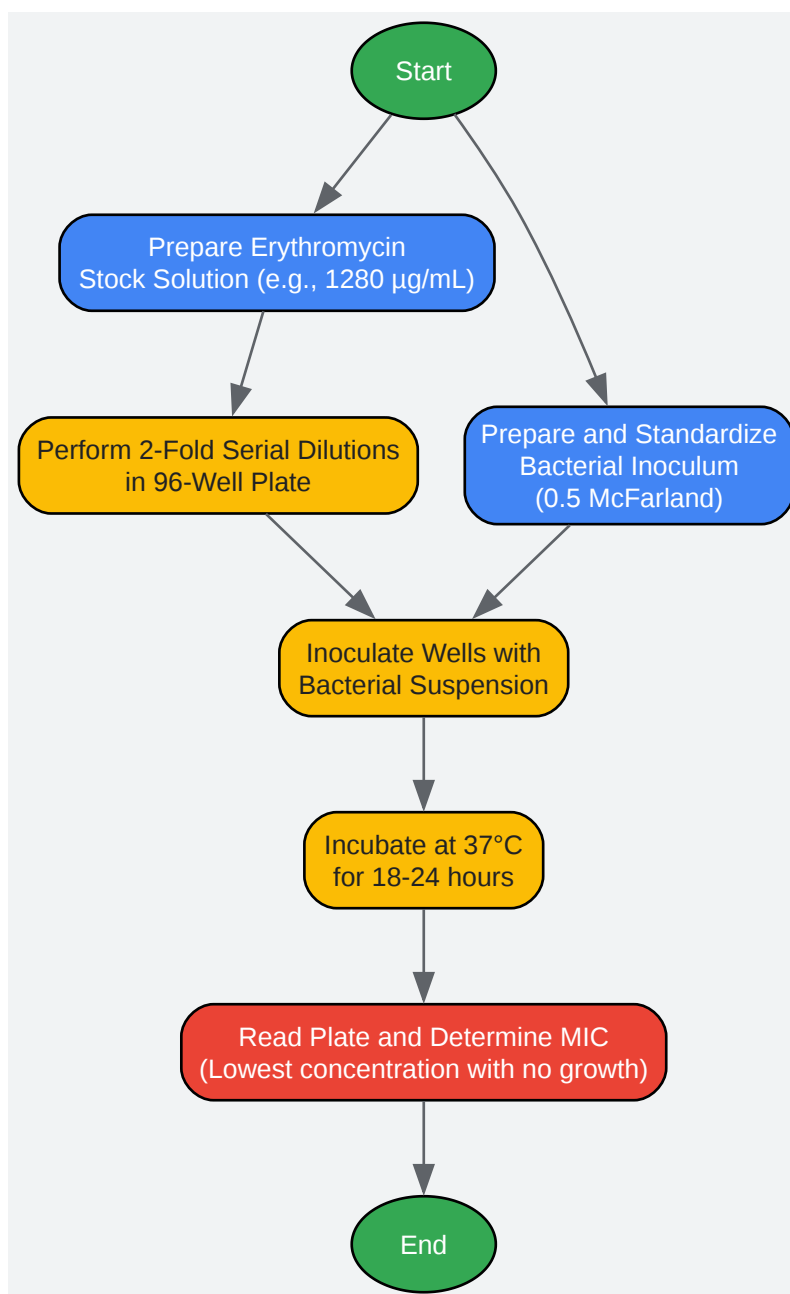 Start
Prepare Erythromycin
Stock Solution (e.g., 1280 µg/mL)
Perform 2-Fold Serial Dilutions
in 96-Well Plate
Prepare and Standardize
Bacterial Inoculum
(0.5 McFarland)
Inoculate Wells with
Bacterial Suspension
Incubate at 37°C
for 18-24 hours
Read Plate and Determine MIC
(Lowest concentration with no growth)
End